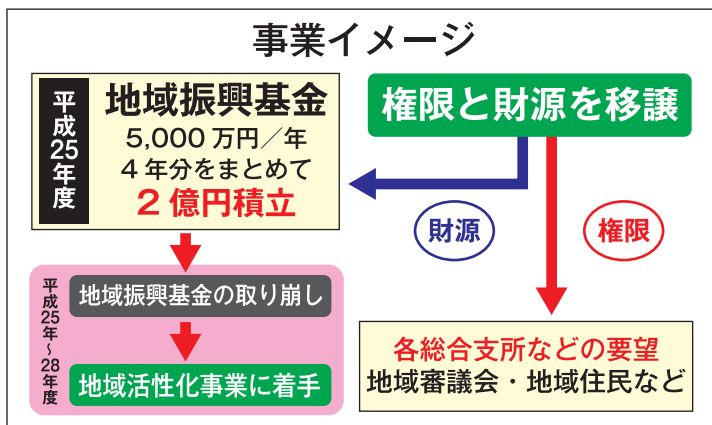 事業イメージ
平成25年度
地域振興基金
5,000万円／年
4年分をまとめて
2億円積立
権限と財源を移譲
財源
権限
平成25年～28年度
地域振興基金の取り崩し
地域活性化事業に着手
各総合支所などの要望
地域審議会・地域住民など